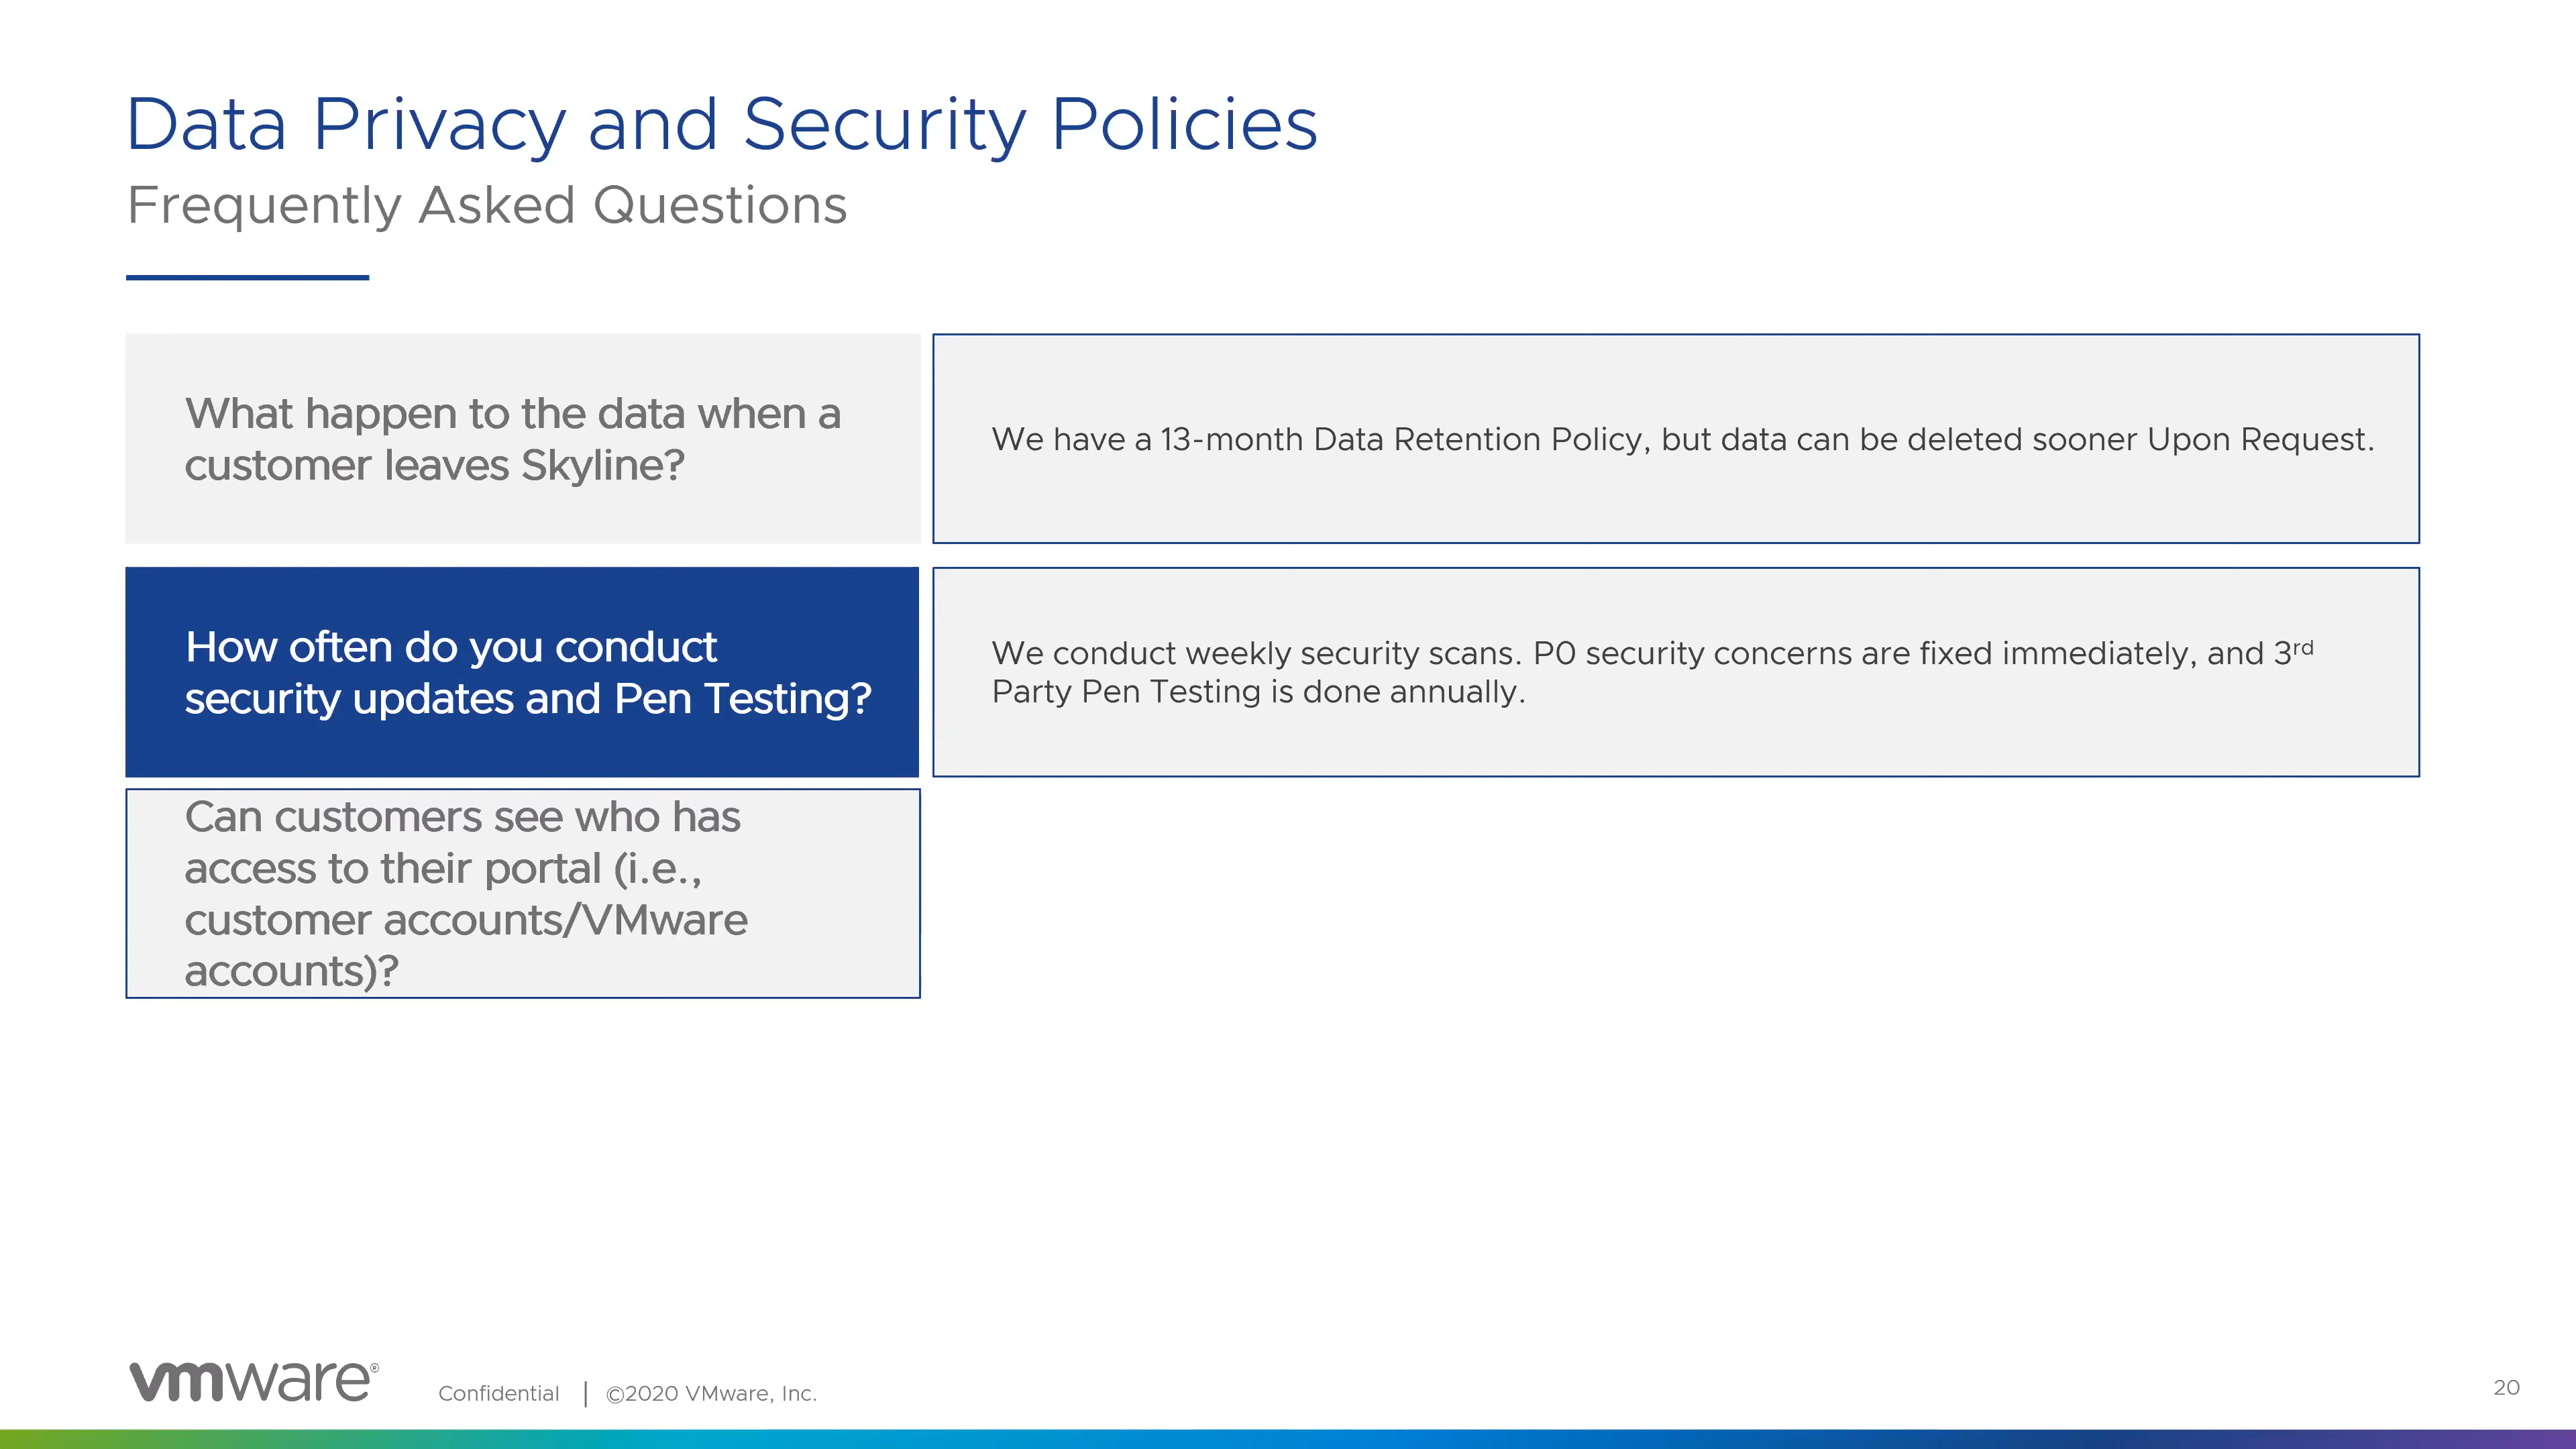 Data Privacy and Security Policies
Frequently Asked Questions
What happen to the data when a
customer leaves Skyline?
We have a 13-month Data Retention Policy, but data can be deleted sooner Upon Request.
How often do you conduct
security updates and Pen Testing?
We conduct weekly security scans. P0 security concerns are fixed immediately, and 3rd
Party Pen Testing is done annually.
Can customers see who has
access to their portal (i.e.,
customer accounts/VMware
accounts)?
vmware®
Confidential | ©2020 VMware, Inc.
20